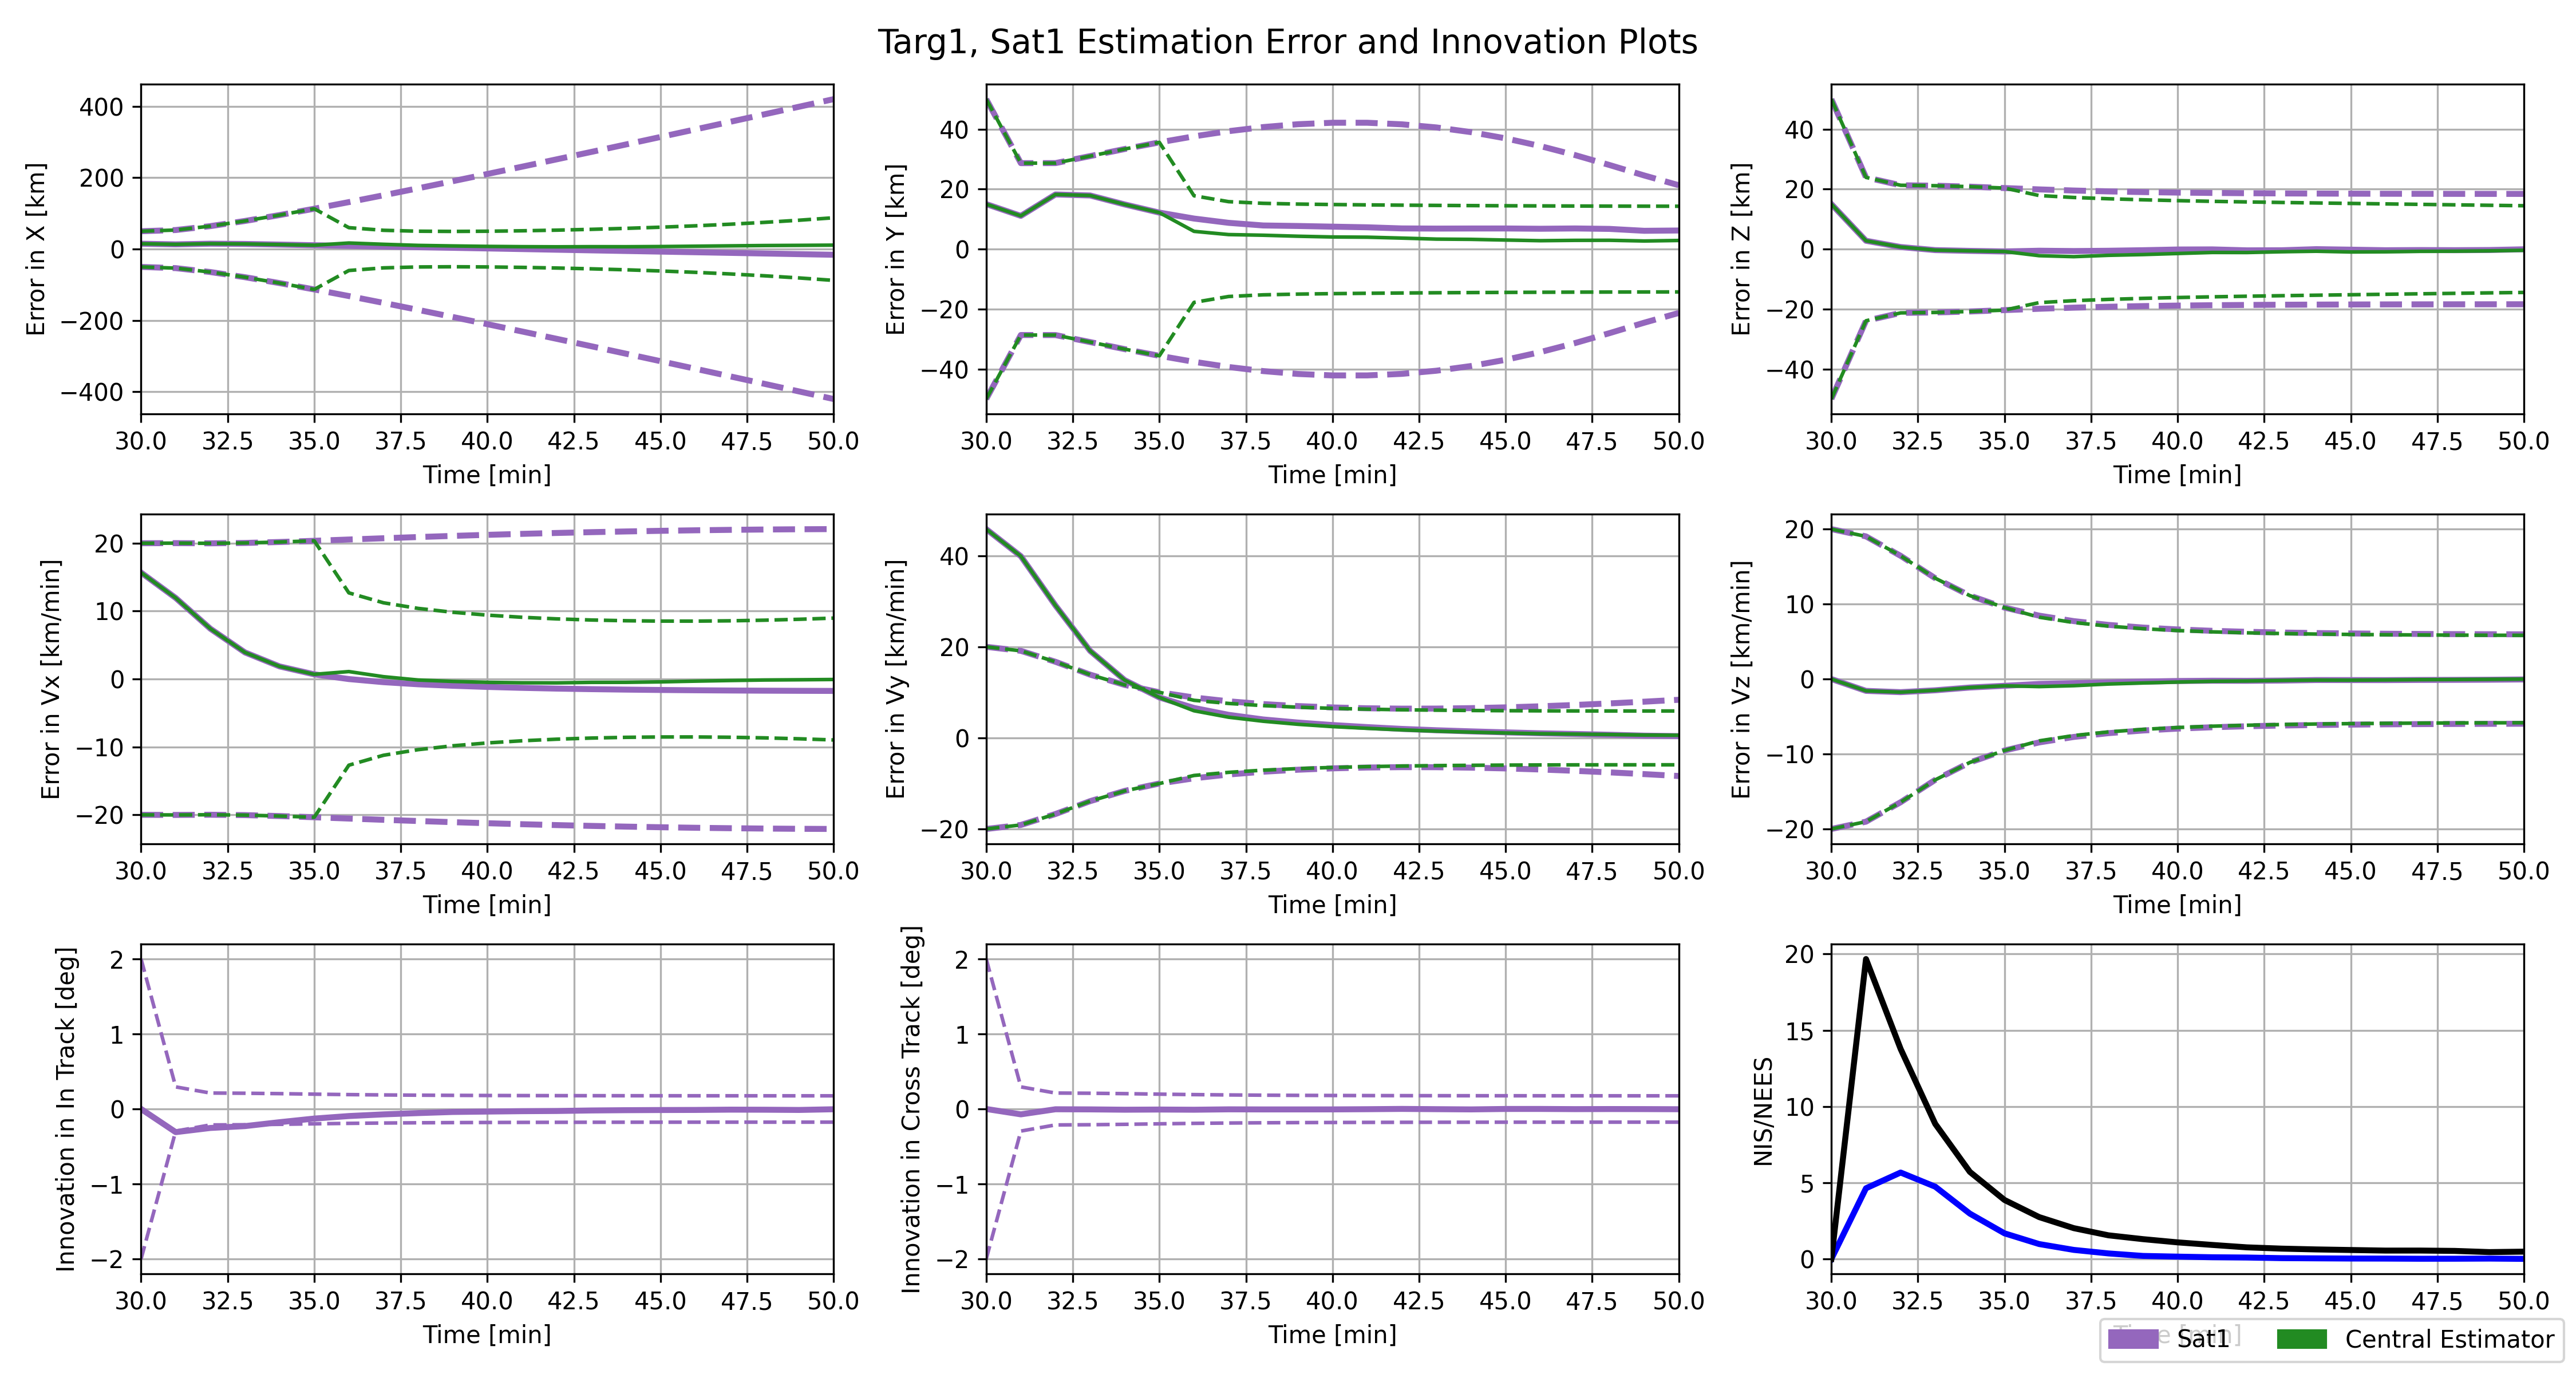 Targ1, Sat1 Estimation Error and Innovation Plots
Error in X [km]
400
200
0
−200
−400
30.0 32.5 35.0 37.5 40.0 42.5 45.0 47.5 50.0
Time [min]
Error in Y [km]
40
20
0
−20
−40
30.0 32.5 35.0 37.5 40.0 42.5 45.0 47.5 50.0
Time [min]
Error in Z [km]
40
20
0
−20
−40
30.0 32.5 35.0 37.5 40.0 42.5 45.0 47.5 50.0
Time [min]
Error in Vx [km/min]
20
10
0
−10
−20
30.0 32.5 35.0 37.5 40.0 42.5 45.0 47.5 50.0
Time [min]
Error in Vy [km/min]
40
20
0
−20
30.0 32.5 35.0 37.5 40.0 42.5 45.0 47.5 50.0
Time [min]
Error in Vz [km/min]
20
10
0
−10
−20
30.0 32.5 35.0 37.5 40.0 42.5 45.0 47.5 50.0
Time [min]
Innovation in In Track [deg]
2
1
0
−1
−2
30.0 32.5 35.0 37.5 40.0 42.5 45.0 47.5 50.0
Time [min]
Innovation in Cross Track [deg]
2
1
0
−1
−2
30.0 32.5 35.0 37.5 40.0 42.5 45.0 47.5 50.0
Time [min]
NIS/NEES
20
15
10
5
0
30.0 32.5 35.0 37.5 40.0 42.5 45.0 47.5 50.0
Time [min]
Sat1 Central Estimator